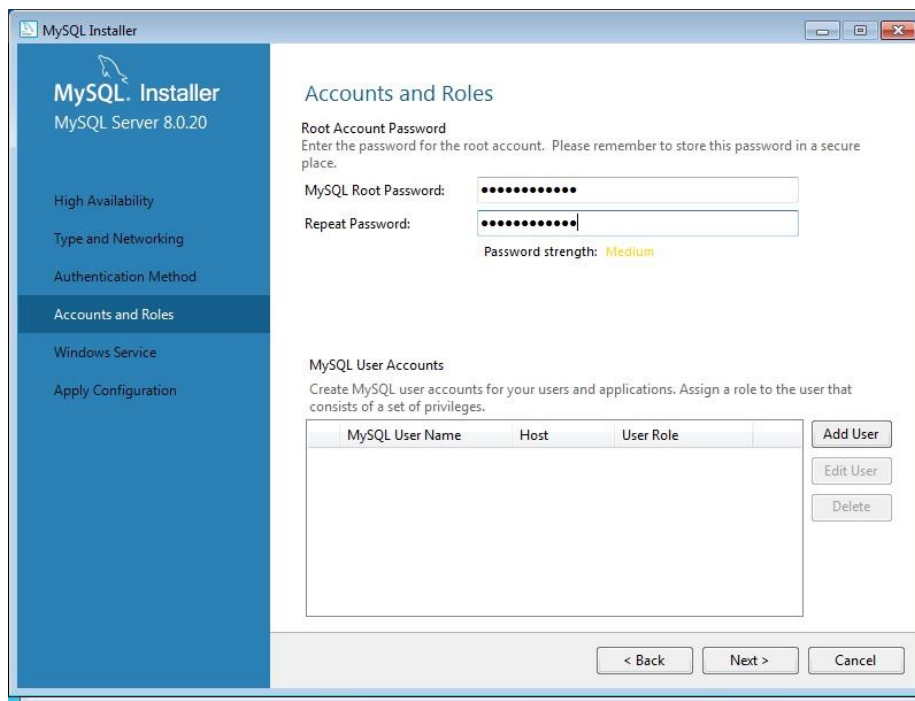 MySQL Installer
MySQL. Installer
MySQL Server 8.0.20
High Availability
Type and Networking
Authentication Method
Accounts and Roles
Windows Service
Apply Configuration
Accounts and Roles
Root Account Password
Enter the password for the root account. Please remember to store this password in a secure
place.
MySQL Root Password: ●●●●●●●●●●●●
Repeat Password: ●●●●●●●●●●●●
Password strength: Medium
MySQL User Accounts
Create MySQL user accounts for your users and applications. Assign a role to the user that
consists of a set of privileges.
MySQL User Name Host User Role
Add User
Edit User
Delete
< Back Next > Cancel